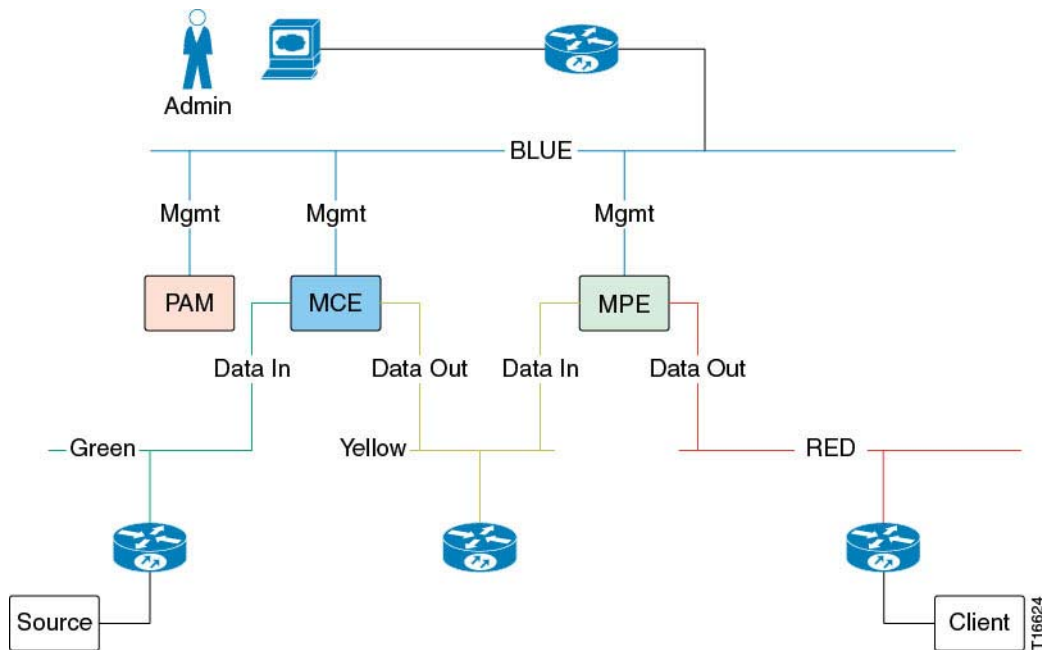 Admin
BLUE
Mgmt Mgmt Mgmt
PAM MCE MPE
Data In Data Out Data In Data Out
Green Yellow RED
Source Client
T16624